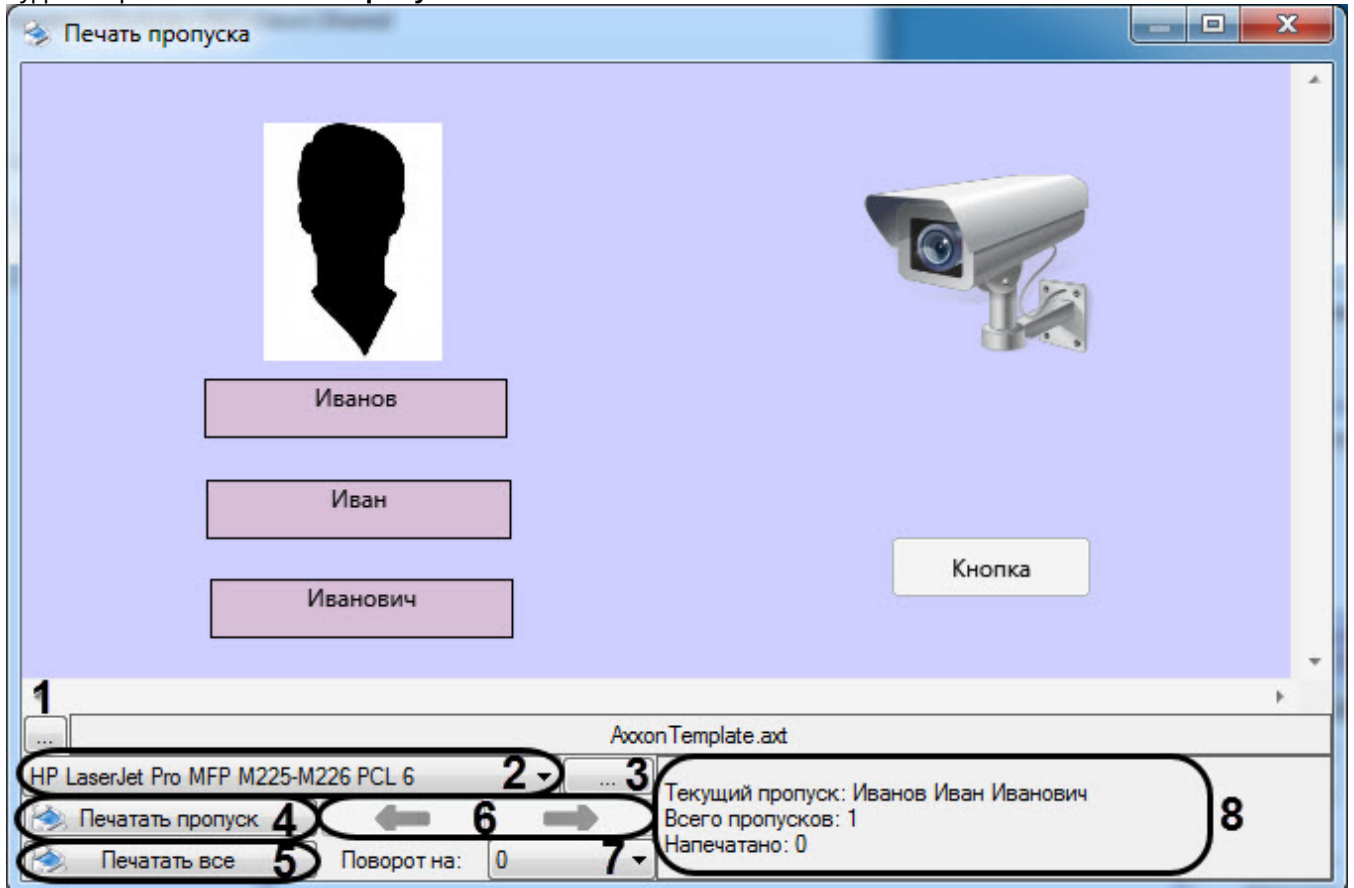 Печать пропуска
Иванов
Иван
Иванович
Кнопка
1
...
AxxonTemplate.axt
HP LaserJet Pro MFP M225-M226 PCL 6 2
... 3
Печатать пропуск 4
6
Печатать все 5
Поворот на: 0 7
Текущий пропуск: Иванов Иван Иванович
Всего пропусков: 1
Напечатано: 0
8